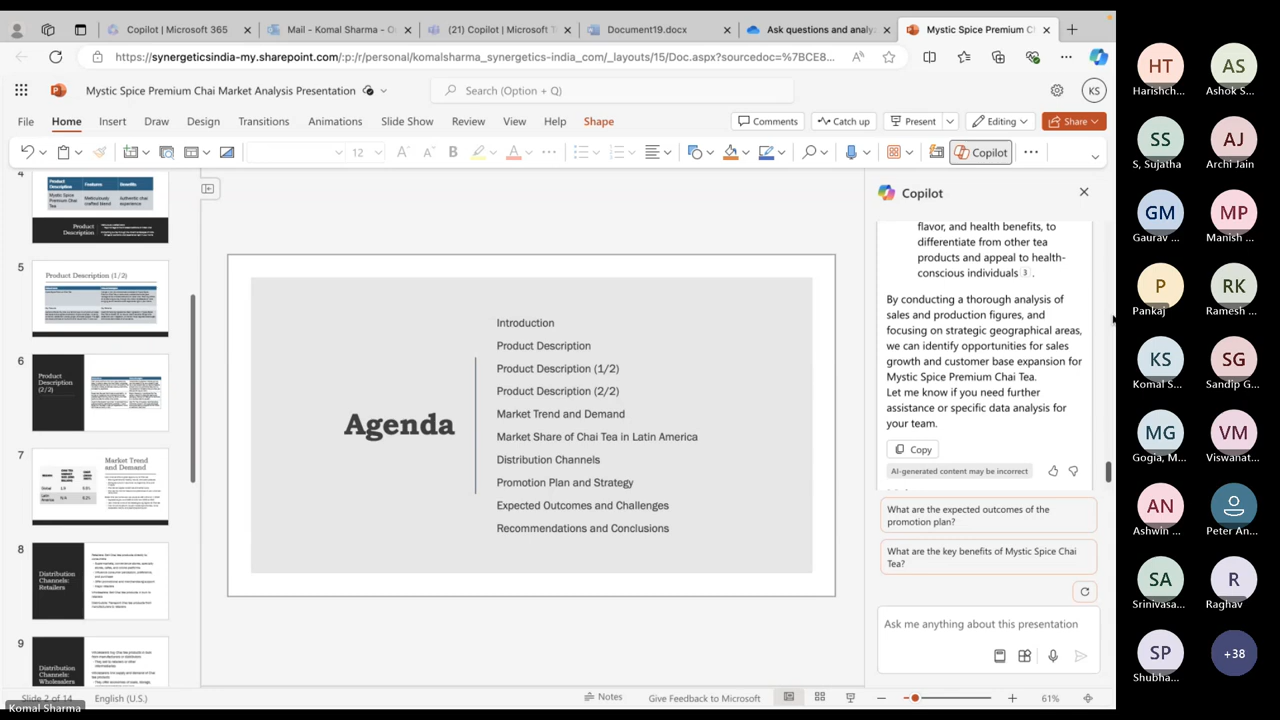 Copilot | Microsoft 365
Mail - Komal Sharma - O
(21) Copilot | Microsoft T
Document19.docx
Ask questions and analy
Mystic Spice Premium C
https://synergeticsindia-my.sharepoint.com/:p:/r/personal/komalsharma_synergetics-india_com/_layouts/15/Doc.aspx?sourcedoc=%7BCE8...
Mystic Spice Premium Chai Market Analysis Presentation
Search (Option + Q)
KS
File Home Insert Draw Design Transitions Animations Slide Show Review View Help Shape
Comments Catch up Present Editing Share
12
B
A
Copilot
4
Product Description Features Benefits
Mystic Spice Premium Chai Tea Meticulously crafted blend Authentic chai experience
Product Description
5
Product Description (1/2)
6
Product Description (2/2)
7
Market Trend and Demand
Global
Latin America
8
Distribution Channels: Retailers
9
Distribution Channels: Wholesalers
Agenda
Introduction
Product Description
Product Description (1/2)
Product Description (2/2)
Market Trend and Demand
Market Share of Chai Tea in Latin America
Distribution Channels
Promotion Plan and Strategy
Expected Outcomes and Challenges
Recommendations and Conclusions
Copilot
flavor, and health benefits, to
differentiate from other tea
products and appeal to health-
conscious individuals 3 .
By conducting a thorough analysis of
sales and production figures, and
focusing on strategic geographical areas,
we can identify opportunities for sales
growth and customer base expansion for
Mystic Spice Premium Chai Tea.
Let me know if you need further
assistance or specific data analysis for
your team.
Copy
AI-generated content may be incorrect
What are the expected outcomes of the
promotion plan?
What are the key benefits of Mystic Spice Chai
Tea?
Ask me anything about this presentation
Slide 2 of 14
English (U.S.)
Notes
Give Feedback to Microsoft
61%
Komal Sharma
HT
Harishch...
AS
Ashok S...
SS
S, Sujatha
AJ
Archi Jain
GM
Gaurav ...
MP
Manish ...
P
Pankaj
RK
Ramesh ...
KS
Komal S...
SG
Sandip G...
MG
Gogia, M...
VM
Viswanat...
AN
Ashwin ...
Peter An...
SA
Srinivasa...
R
Raghav
SP
Shubha...
+38